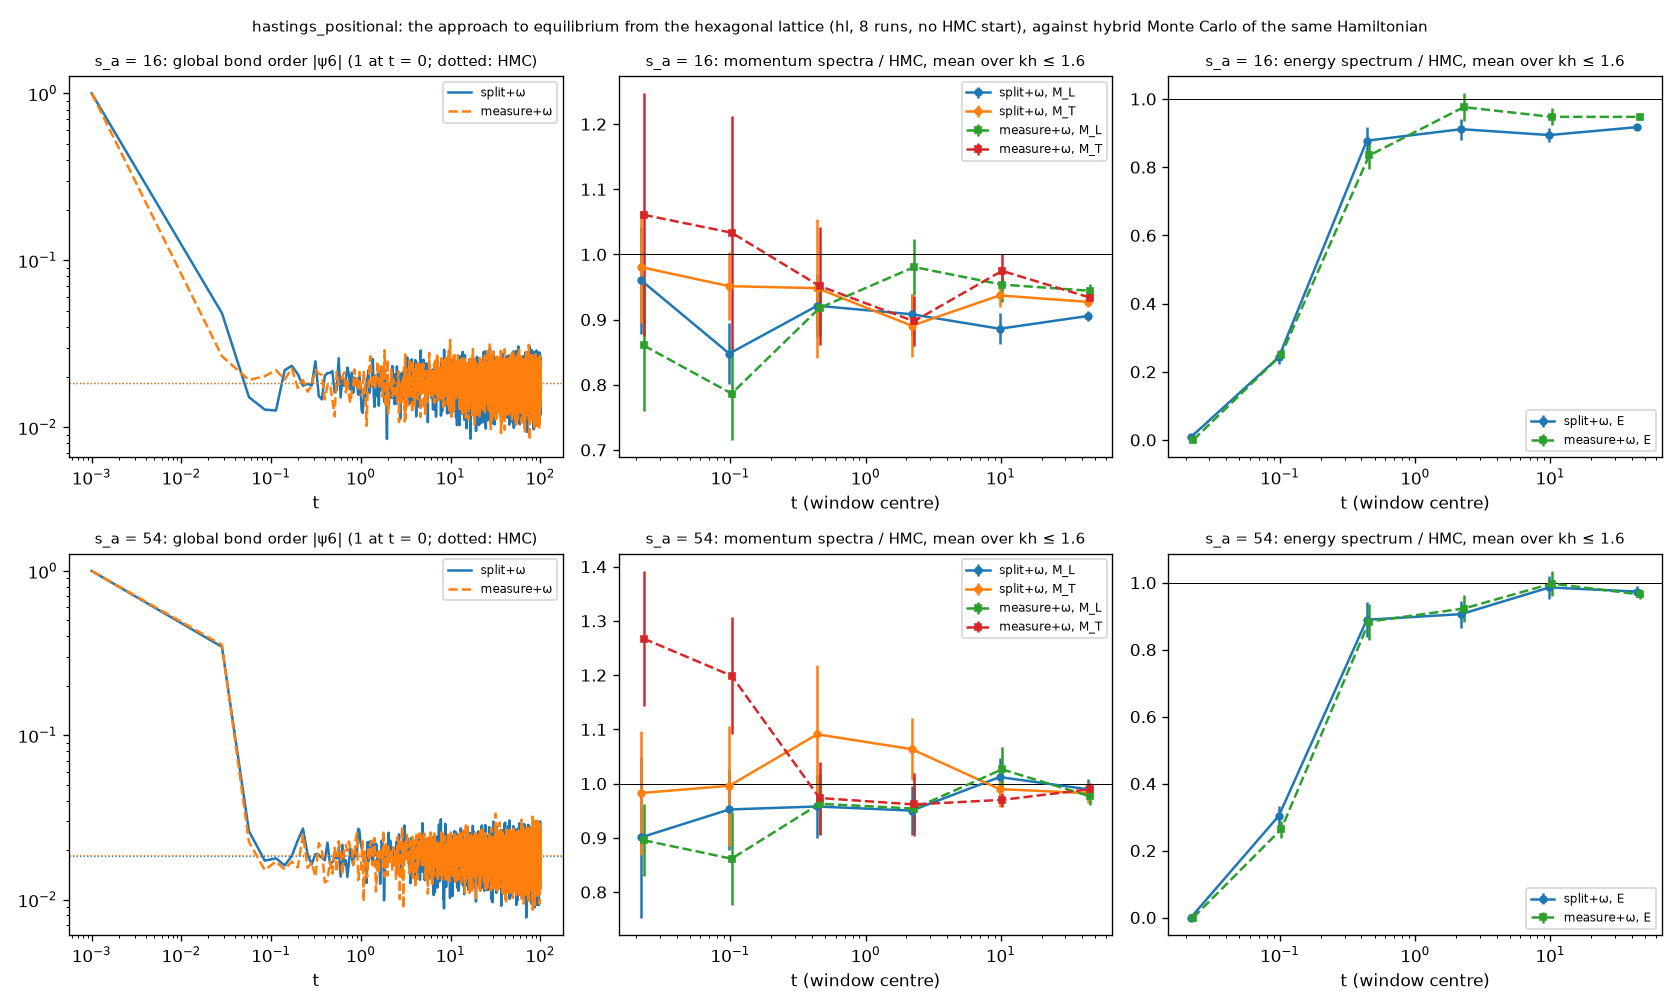 hastings_positional: the approach to equilibrium from the hexagonal lattice (hl, 8 runs, no HMC start), against hybrid Monte Carlo of the same Hamiltonian
s_a = 16: global bond order |ψ6| (1 at t = 0; dotted: HMC)
10⁰
10⁻¹
10⁻²
split+ω
measure+ω
10⁻³ 10⁻² 10⁻¹ 10⁰ 10¹ 10²
t
s_a = 16: momentum spectra / HMC, mean over kh ≤ 1.6
1.2
1.1
1.0
0.9
0.8
0.7
split+ω, M_L
split+ω, M_T
measure+ω, M_L
measure+ω, M_T
10⁻¹ 10⁰ 10¹
t (window centre)
s_a = 16: energy spectrum / HMC, mean over kh ≤ 1.6
1.0
0.8
0.6
0.4
0.2
0.0
split+ω, E
measure+ω, E
10⁻¹ 10⁰ 10¹
t (window centre)
s_a = 54: global bond order |ψ6| (1 at t = 0; dotted: HMC)
10⁰
10⁻¹
10⁻²
split+ω
measure+ω
10⁻³ 10⁻² 10⁻¹ 10⁰ 10¹ 10²
t
s_a = 54: momentum spectra / HMC, mean over kh ≤ 1.6
1.4
1.3
1.2
1.1
1.0
0.9
0.8
split+ω, M_L
split+ω, M_T
measure+ω, M_L
measure+ω, M_T
10⁻¹ 10⁰ 10¹
t (window centre)
s_a = 54: energy spectrum / HMC, mean over kh ≤ 1.6
1.0
0.8
0.6
0.4
0.2
0.0
split+ω, E
measure+ω, E
10⁻¹ 10⁰ 10¹
t (window centre)